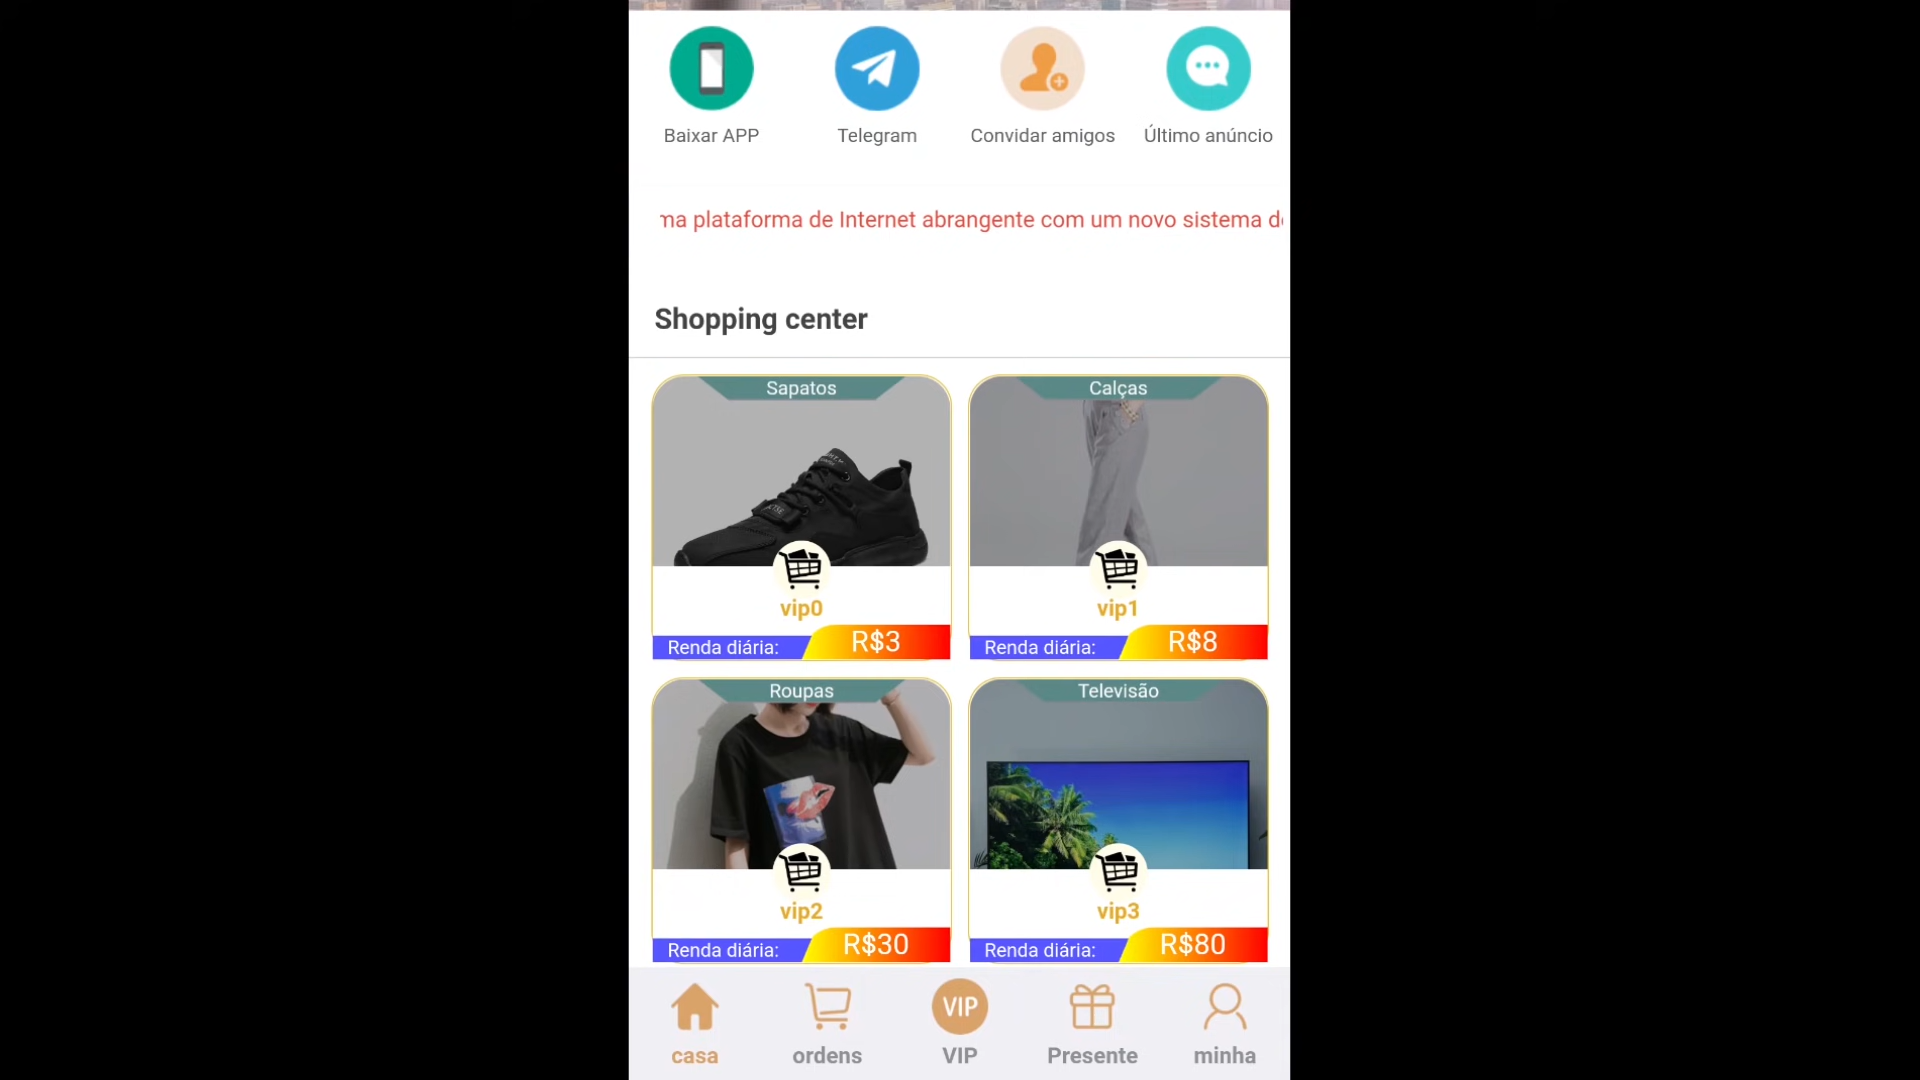 Baixar APP
Telegram
Convidar amigos
Último anúncio
ma plataforma de Internet abrangente com um novo sistema d
Shopping center
Sapatos
vip0
Renda diária: R$3
Calças
vip1
Renda diária: R$8
Roupas
vip2
Renda diária: R$30
Televisão
vip3
Renda diária: R$80
VIP
casa
ordens
VIP
Presente
minha